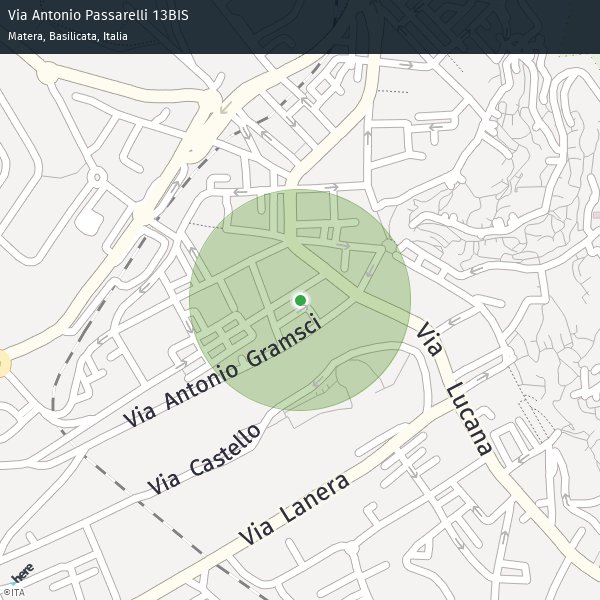 Via Antonio Passarelli 13BIS
Matera, Basilicata, Italia
Via Antonio Gramsci
Via Lucana
Via Castello
Via Lanera
here
©ITA